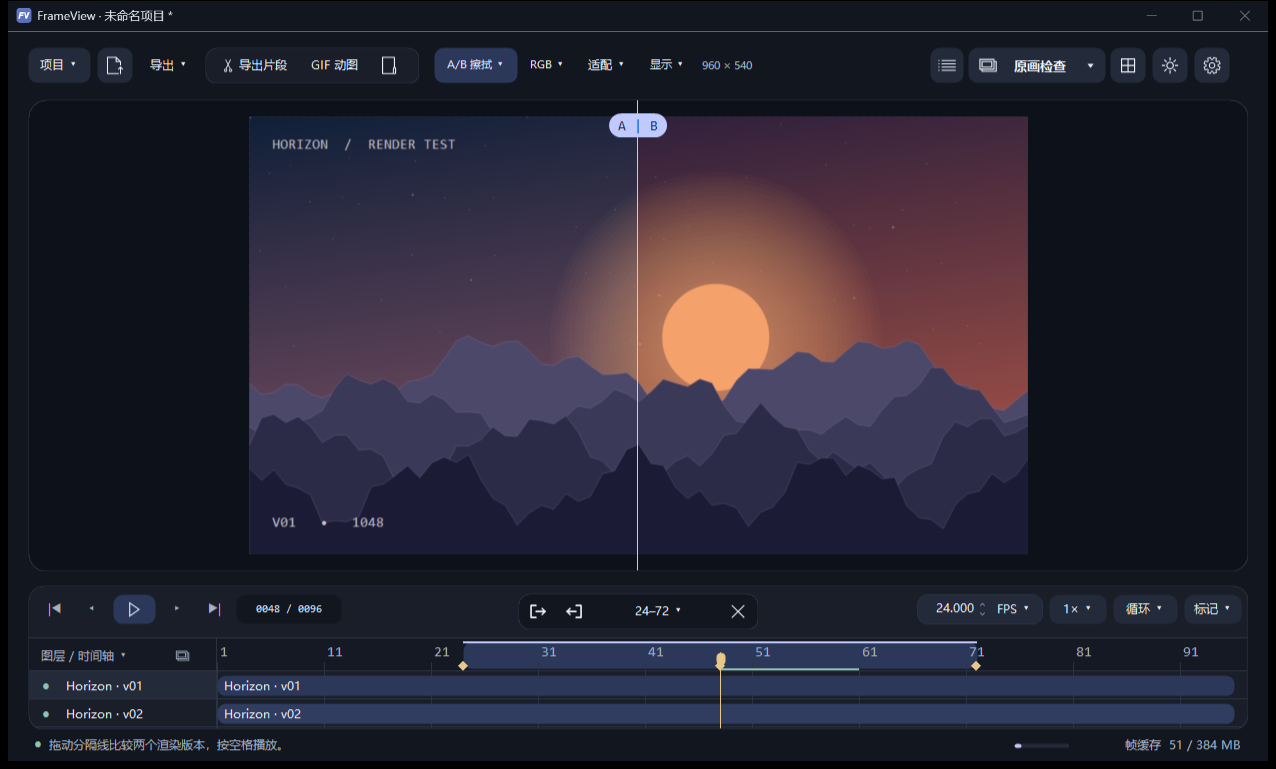 FV FrameView · 未命名项目 *
项目 导出 导出片段 GIF 动图 A/B 擦拭 RGB 适配 显示 960 × 540 原画检查
A | B
HORIZON / RENDER TEST
V01 • 1048
0048 / 0096 24–72 24.000 FPS 1× 循环 标记
图层 / 时间轴 1 11 21 31 41 51 61 71 81 91
Horizon · v01 Horizon · v01
Horizon · v02 Horizon · v02
拖动分隔线比较两个渲染版本，按空格播放。 帧缓存 51 / 384 MB